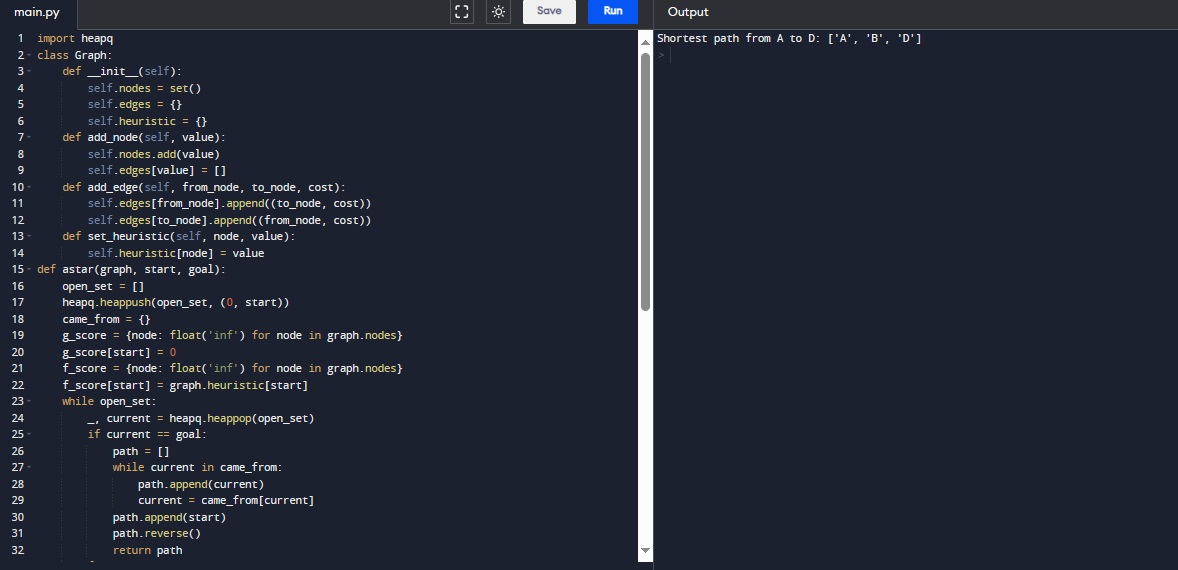 main.py
Save
Run
Output
1 import heapq
2 class Graph:
3     def __init__(self):
4         self.nodes = set()
5         self.edges = {}
6         self.heuristic = {}
7     def add_node(self, value):
8         self.nodes.add(value)
9         self.edges[value] = []
10     def add_edge(self, from_node, to_node, cost):
11         self.edges[from_node].append((to_node, cost))
12         self.edges[to_node].append((from_node, cost))
13     def set_heuristic(self, node, value):
14         self.heuristic[node] = value
15 def astar(graph, start, goal):
16     open_set = []
17     heapq.heappush(open_set, (0, start))
18     came_from = {}
19     g_score = {node: float('inf') for node in graph.nodes}
20     g_score[start] = 0
21     f_score = {node: float('inf') for node in graph.nodes}
22     f_score[start] = graph.heuristic[start]
23     while open_set:
24         _, current = heapq.heappop(open_set)
25         if current == goal:
26             path = []
27             while current in came_from:
28                 path.append(current)
29                 current = came_from[current]
30             path.append(start)
31             path.reverse()
32             return path
Shortest path from A to D: ['A', 'B', 'D']
>